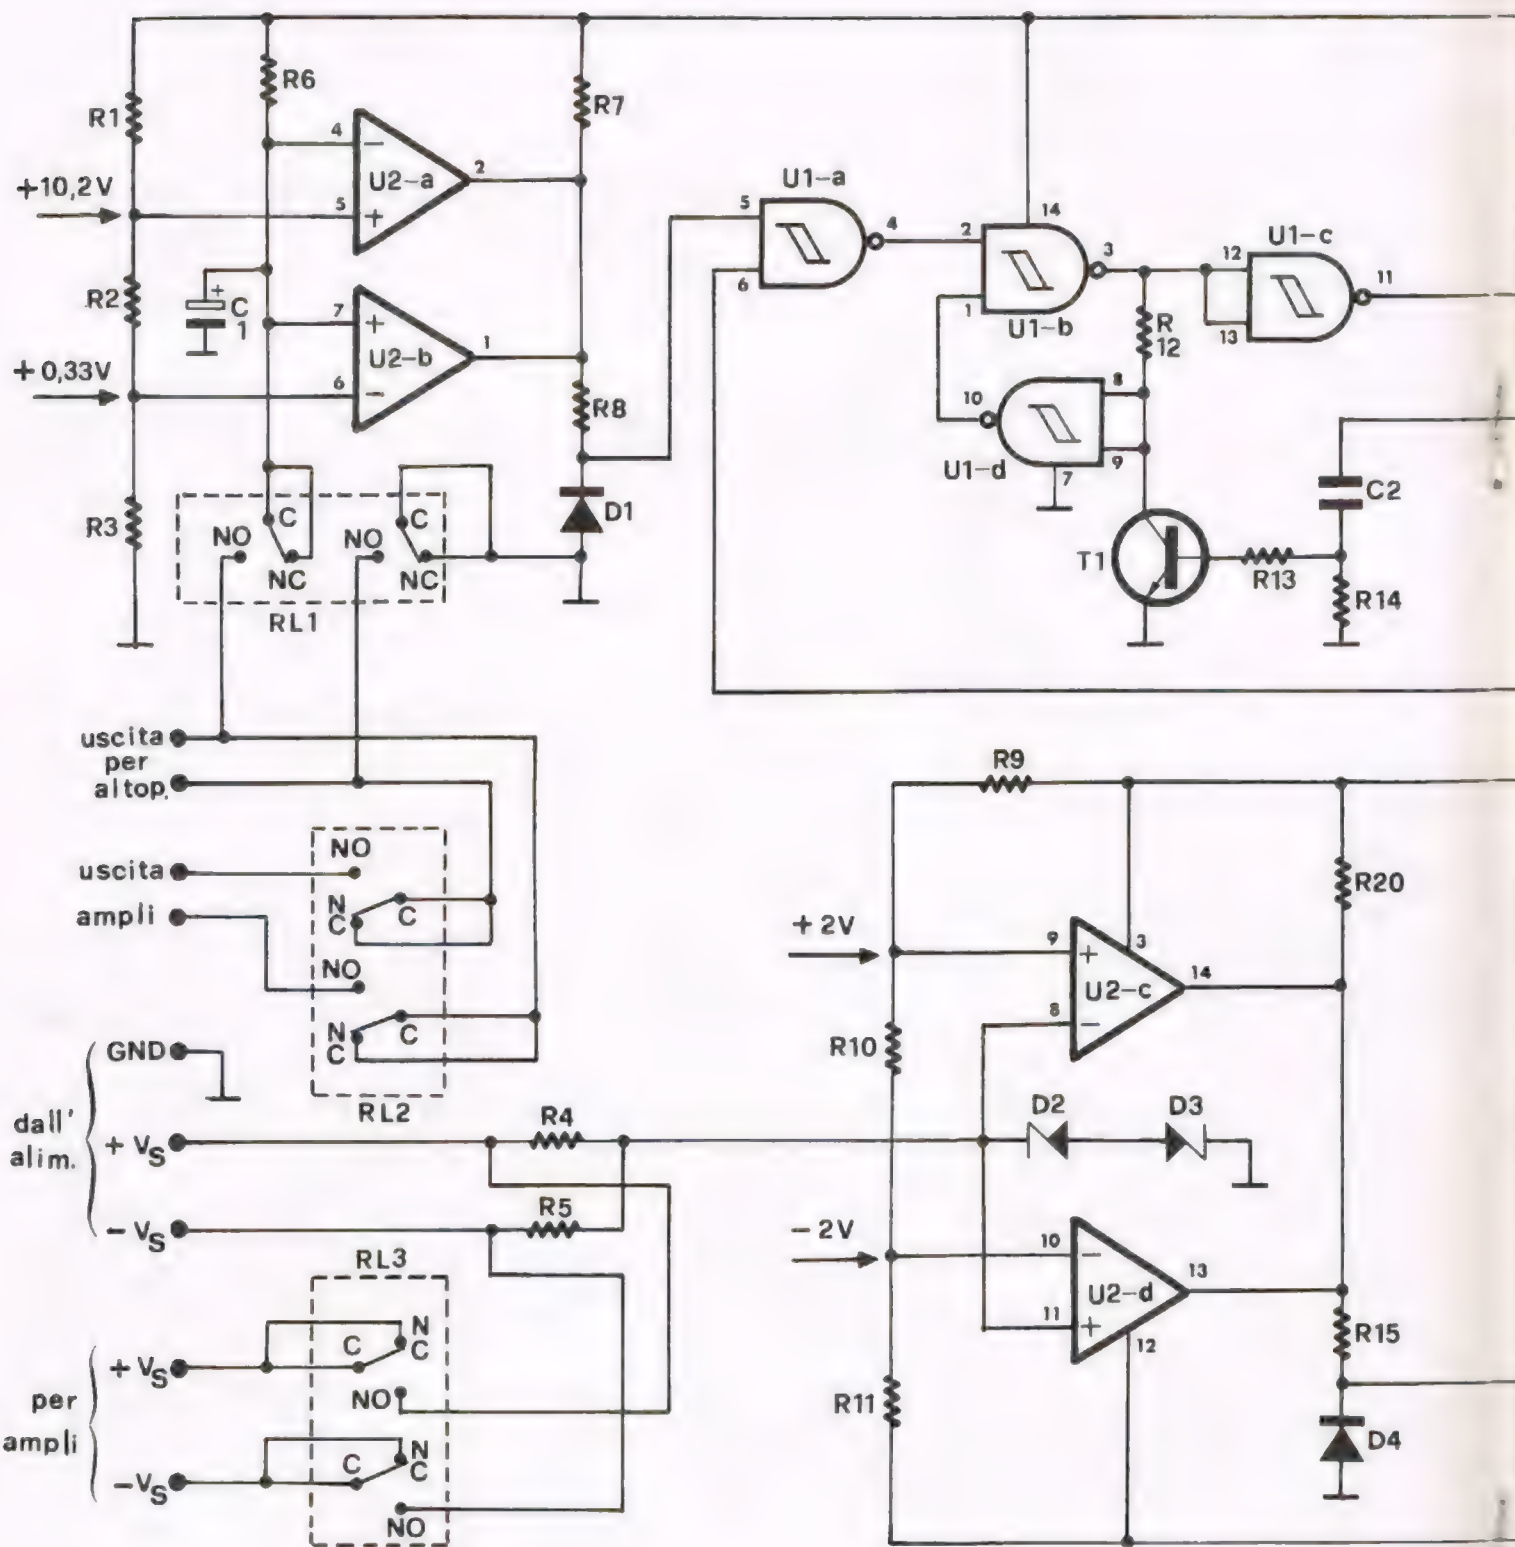 R1
R6
R7
+10,2V
4
−
U2-a
2
5
+
U1-a
5
4
6
2
14
3
1
U1-b
U1-c
12
11
13
R2
+
C
1
7
+
U2-b
1
6
−
+0,33V
R8
R
12
10
8
9
U1-d
7
R3
NO
C
NC
NO
C
NC
RL1
D1
T1
R13
C2
R14
uscita
per
altop.
uscita
ampli
NO
N
C
C
NO
N
C
C
RL2
R9
R20
+2V
9
+
3
U2-c
14
8
−
R10
GND
dall'
alim.
+ VS
− VS
R4
R5
D2
D3
−2V
10
−
U2-d
13
11
+
12
R15
R11
D4
RL3
per
ampli
+ VS
−VS
C
N
C
NO
C
N
C
NO